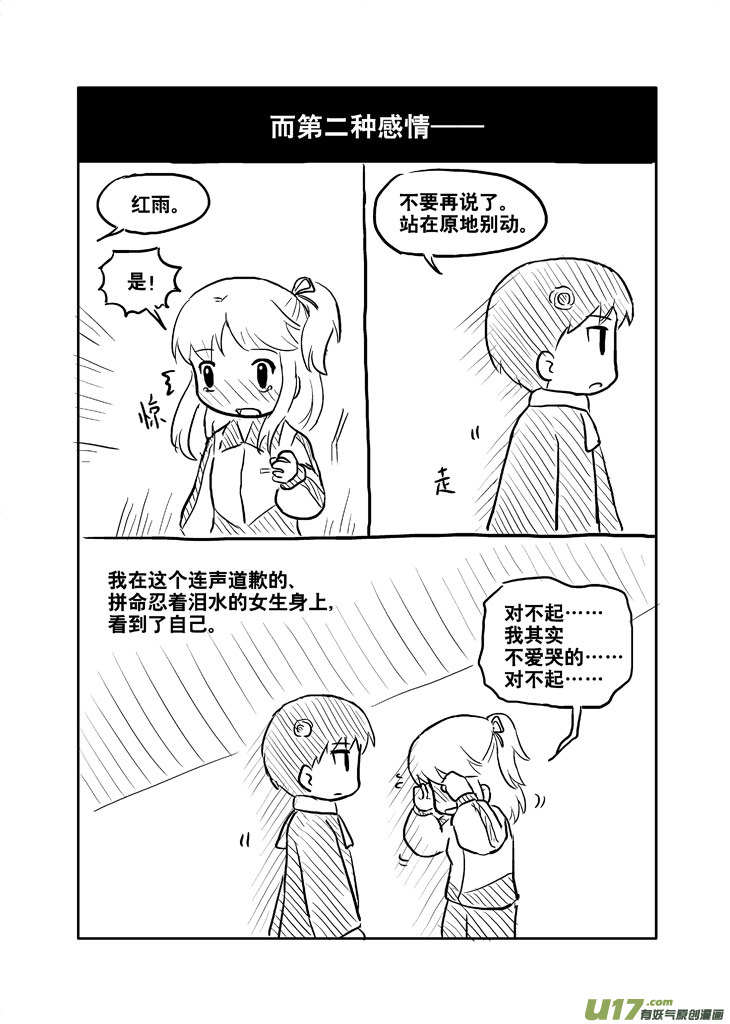 而第二种感情——
红雨。
是!
惊
不要再说了。
站在原地别动。
走
我在这个连声道歉的、
拼命忍着泪水的女生身上,
看到了自己。
对不起……
我其实
不爱哭的……
对不起……
U17.com
有妖气原创漫画